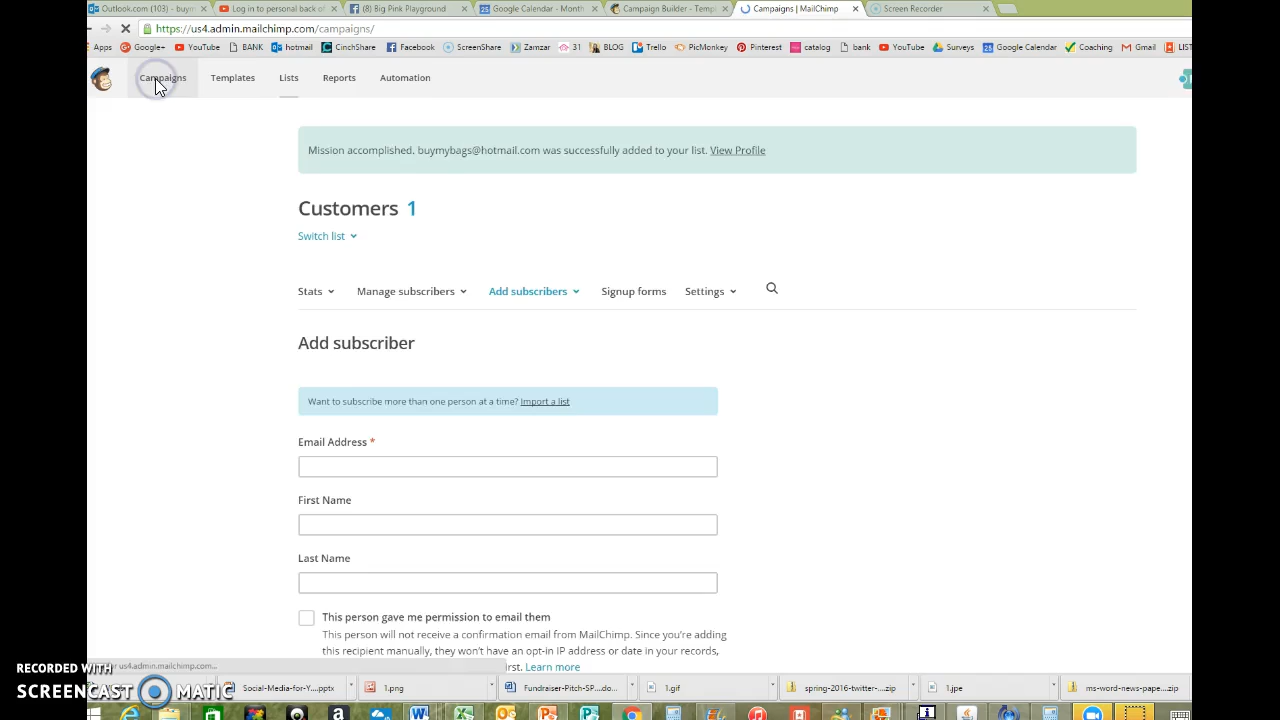 Outlook.com (103) - buym
Log in to personal back of
(8) Big Pink Playground
Google Calendar - Month
Campaign Builder - Templ
Campaigns | MailChimp
Screen Recorder
https://us4.admin.mailchimp.com/campaigns/
Apps Google+ YouTube BANK hotmail CinchShare Facebook ScreenShare Zamzar 31 BLOG Trello PicMonkey Pinterest catalog bank YouTube Surveys Google Calendar Coaching Gmail LIST
Campaigns Templates Lists Reports Automation
Mission accomplished. buymybags@hotmail.com was successfully added to your list. View Profile
Customers 1
Switch list
Stats Manage subscribers Add subscribers Signup forms Settings
Add subscriber
Want to subscribe more than one person at a time? Import a list
Email Address *
First Name
Last Name
This person gave me permission to email them
This person will not receive a confirmation email from MailChimp. Since you're adding
this recipient manually, they won't have an opt-in IP address or date in your records,
irst. Learn more
us4.admin.mailchimp.com...
RECORDED WITH
SCREENCAST MATIC
Social-Media-for-Y....pptx 1.png Fundraiser-Pitch-SP....do... 1.gif spring-2016-twitter-....zip 1.jpe ms-word-news-pape....zip